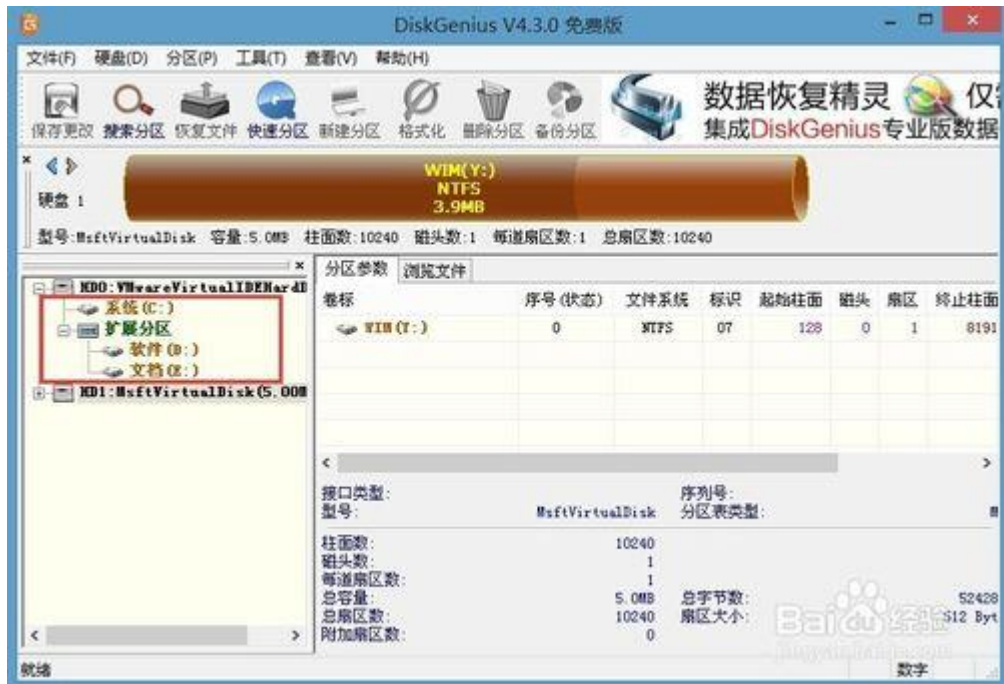 DiskGenius V4.3.0 免费版
文件(F) 硬盘(D) 分区(P) 工具(T) 查看(V) 帮助(H)
保存更改 搜索分区 恢复文件 快速分区 新建分区 格式化 删除分区 备份分区
数据恢复精灵 仅
集成DiskGenius专业版数据
WIM(Y:)
NTFS
3.9MB
硬盘 1
型号:MsftVirtualDisk 容量:5.0MB 柱面数:10240 磁头数:1 每道扇区数:1 总扇区数:10240
分区参数 浏览文件
HD0:VMwareVirtualIDEHardD
系统(C:)
扩展分区
软件(D:)
文档(E:)
HD1:MsftVirtualDisk(5.00M
卷标 序号(状态) 文件系统 标识 起始柱面 磁头 扇区 终止柱面
WIM(Y:) 0 NTFS 07 128 0 1 8191
接口类型: 序列号:
型号: MsftVirtualDisk 分区表类型: M
柱面数: 10240
磁头数: 1
每道扇区数: 1
总容量: 5.0MB 总字节数: 52428
总扇区数: 10240 扇区大小: 512 Byt
附加扇区数: 0
Baidu 经验
就绪 数字